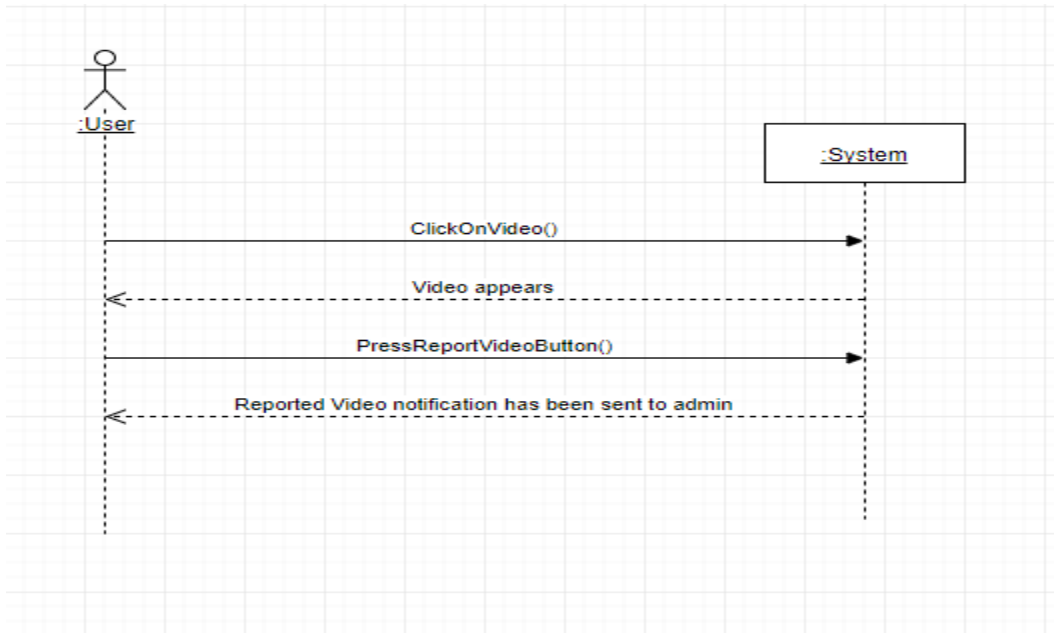 :User
:System
ClickOnVideo()
Video appears
PressReportVideoButton()
Reported Video notification has been sent to admin